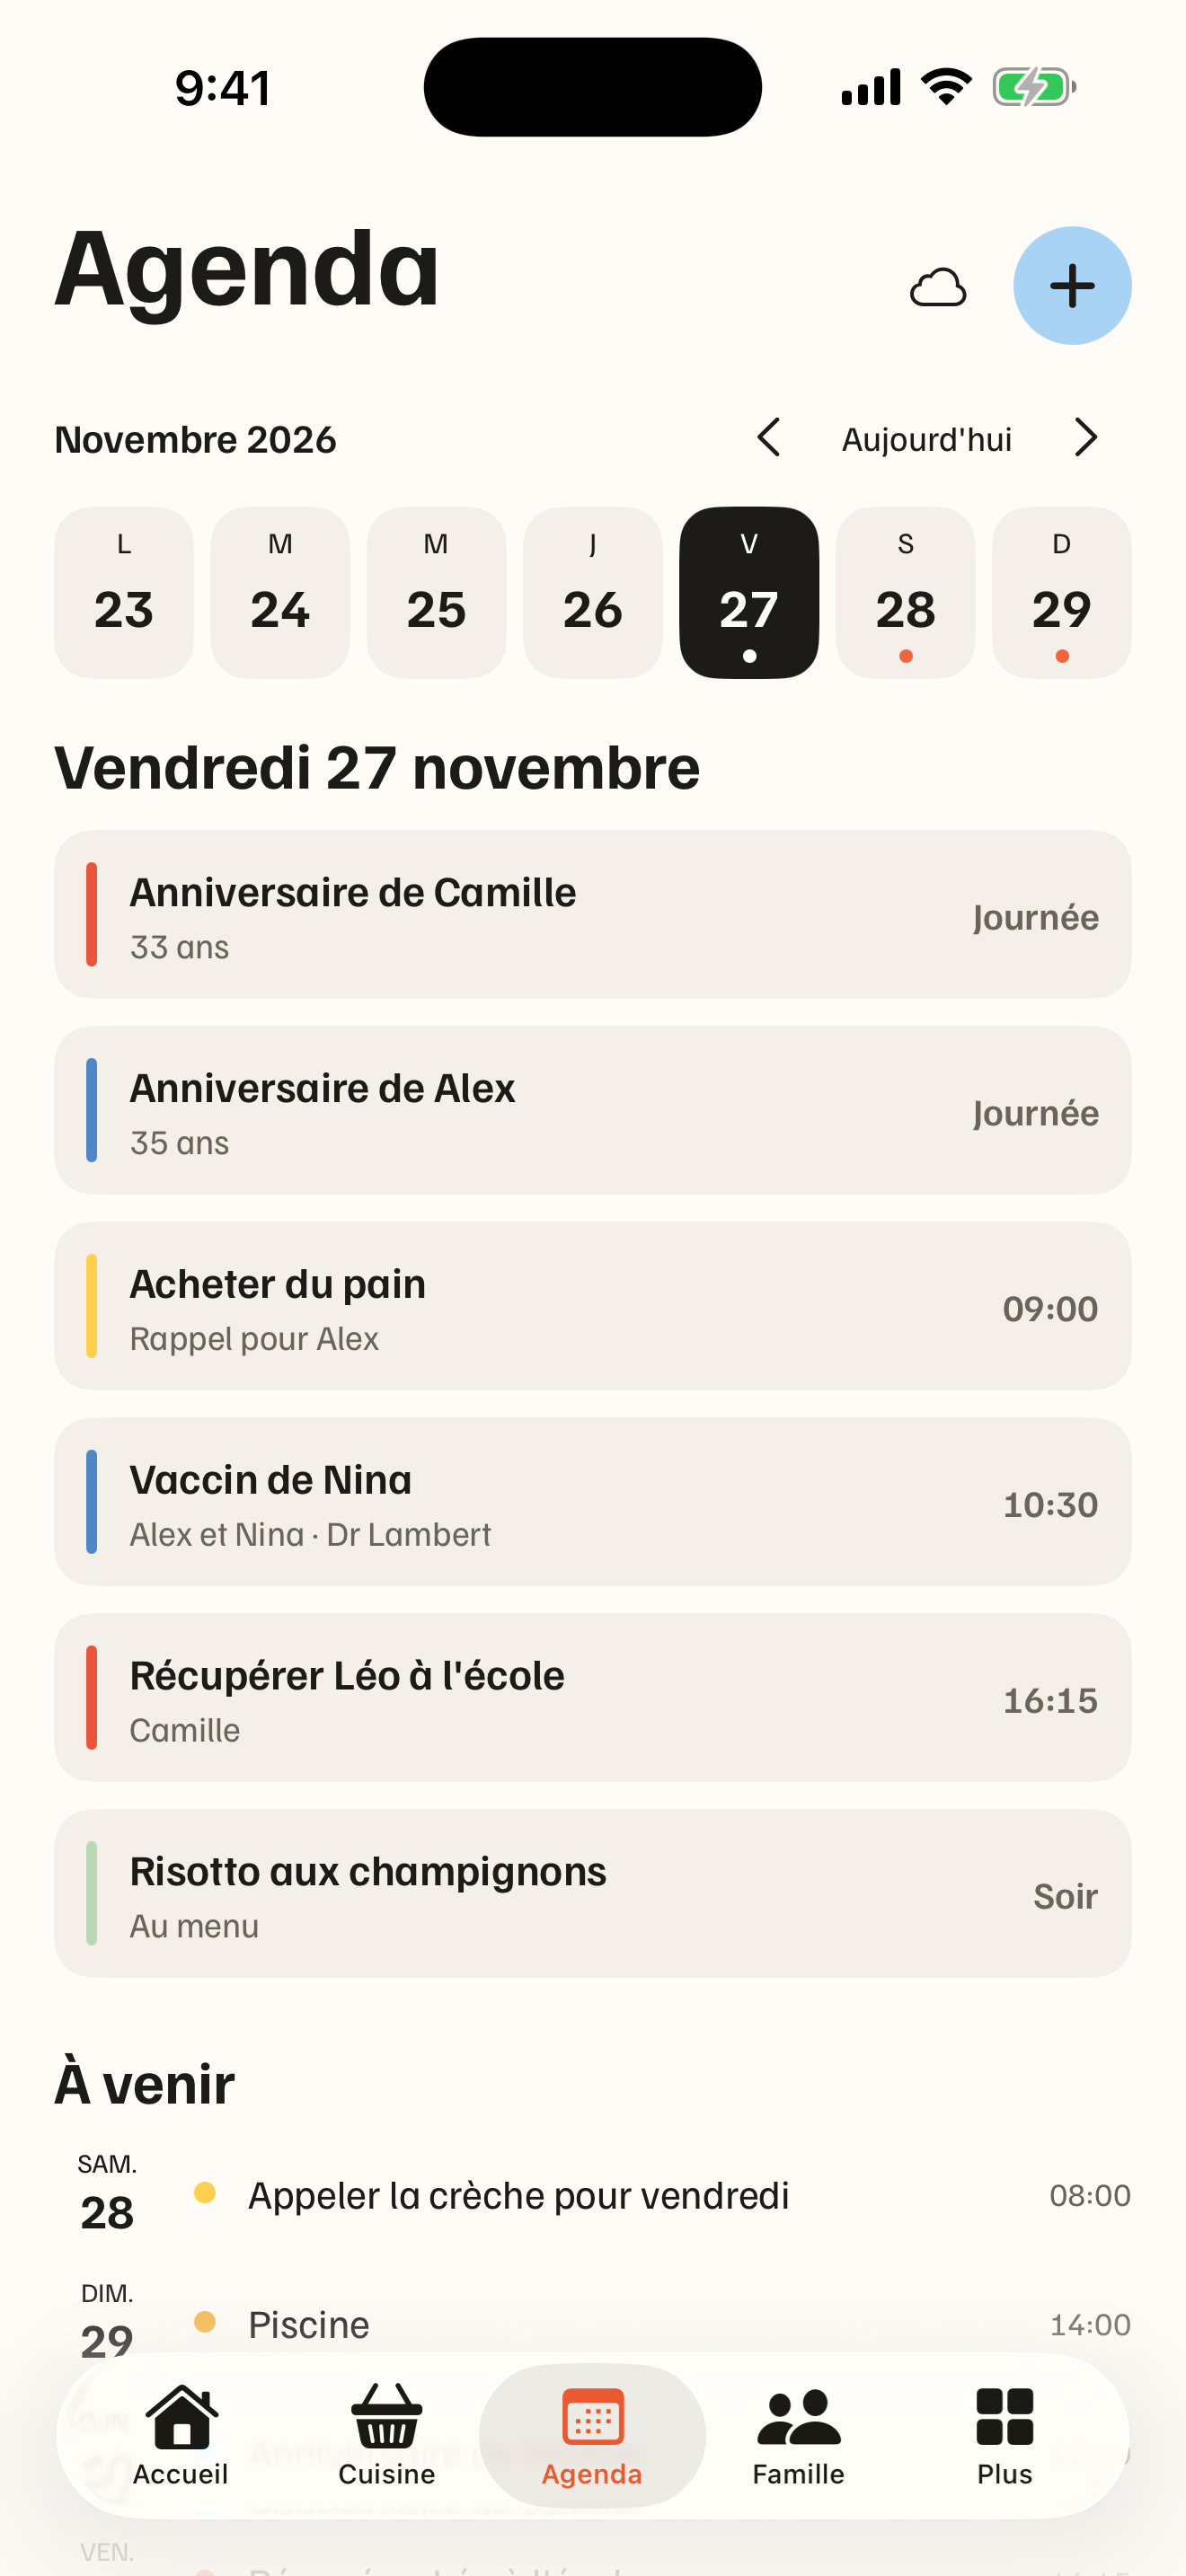 9:41
Agenda
Novembre 2026
Aujourd'hui
L M M J V S D
23 24 25 26 27 28 29
Vendredi 27 novembre
Anniversaire de Camille
33 ans
Journée
Anniversaire de Alex
35 ans
Journée
Acheter du pain
Rappel pour Alex
09:00
Vaccin de Nina
Alex et Nina · Dr Lambert
10:30
Récupérer Léo à l'école
Camille
16:15
Risotto aux champignons
Au menu
Soir
À venir
SAM.
28
Appeler la crèche pour vendredi
08:00
DIM.
29
Piscine
14:00
Accueil
Cuisine
Agenda
Famille
Plus
VEN.